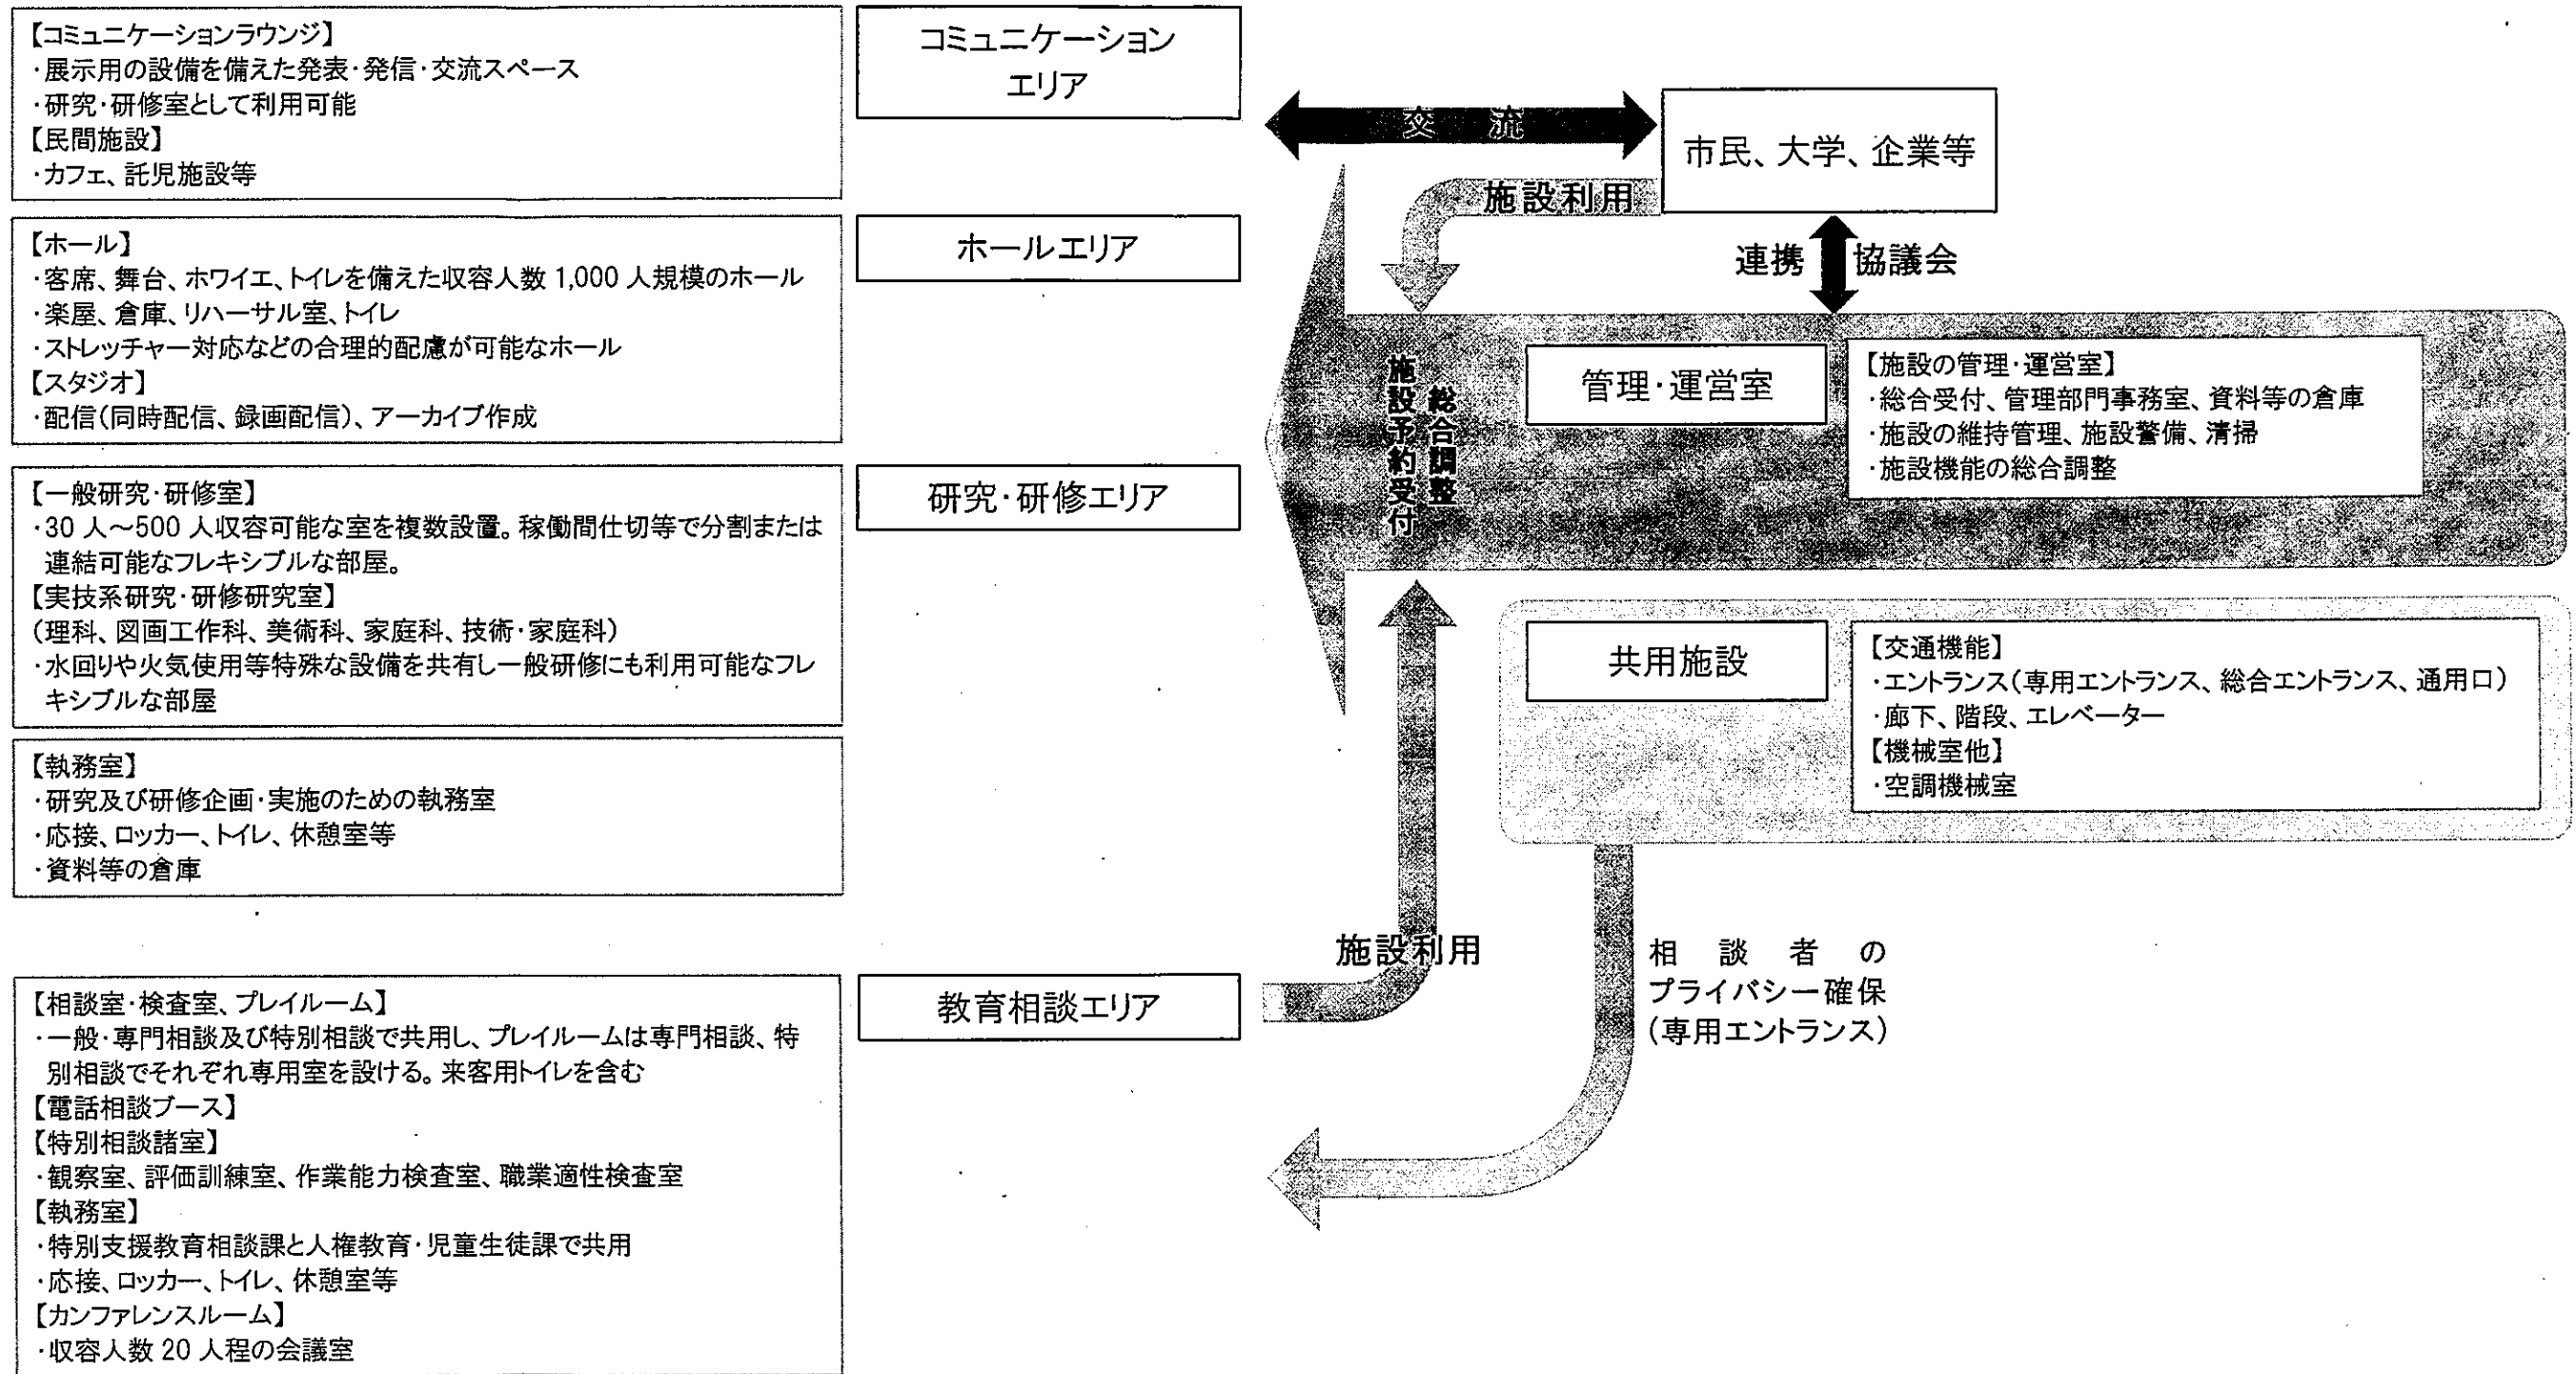 【コミュニケーションラウンジ】
・展示用の設備を備えた発表・発信・交流スペース
・研究・研修室として利用可能
【民間施設】
・カフェ、託児施設等
コミュニケーション
エリア
【ホール】
・客席、舞台、ホワイエ、トイレを備えた収容人数 1,000 人規模のホール
・楽屋、倉庫、リハーサル室、トイレ
・ストレッチャー対応などの合理的配慮が可能なホール
【スタジオ】
・配信(同時配信、録画配信)、アーカイブ作成
ホールエリア
【一般研究・研修室】
・30 人～500 人収容可能な室を複数設置。稼働間仕切等で分割または
連結可能なフレキシブルな部屋。
【実技系研究・研修研究室】
(理科、図画工作科、美術科、家庭科、技術・家庭科)
・水回りや火気使用等特殊な設備を共有し一般研修にも利用可能なフレ
キシブルな部屋
研究・研修エリア
【執務室】
・研究及び研修企画・実施のための執務室
・応接、ロッカー、トイレ、休憩室等
・資料等の倉庫
【相談室・検査室、プレイルーム】
・一般・専門相談及び特別相談で共用し、プレイルームは専門相談、特
別相談でそれぞれ専用室を設ける。来客用トイレを含む
【電話相談ブース】
【特別相談諸室】
・観察室、評価訓練室、作業能力検査室、職業適性検査室
【執務室】
・特別支援教育相談課と人権教育・児童生徒課で共用
・応接、ロッカー、トイレ、休憩室等
【カンファレンスルーム】
・収容人数 20 人程の会議室
教育相談エリア
交　流
市民、大学、企業等
施設利用
連携　協議会
総合調整
施設予約受付
管理・運営室
【施設の管理・運営室】
・総合受付、管理部門事務室、資料等の倉庫
・施設の維持管理、施設警備、清掃
・施設機能の総合調整
共用施設
【交通機能】
・エントランス(専用エントランス、総合エントランス、通用口)
・廊下、階段、エレベーター
【機械室他】
・空調機械室
施設利用
相談者の
プライバシー確保
(専用エントランス)